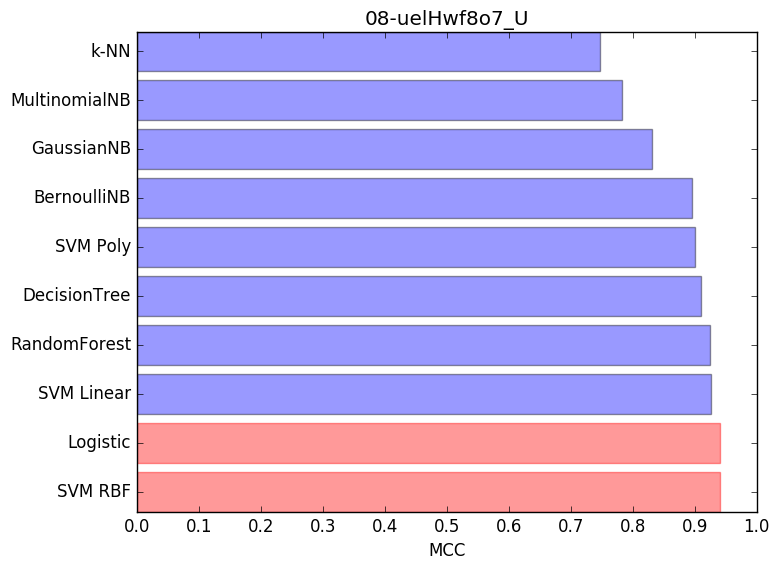 08-uelHwf8o7_U
k-NN
MultinomialNB
GaussianNB
BernoulliNB
SVM Poly
DecisionTree
RandomForest
SVM Linear
Logistic
SVM RBF
0.0 0.1 0.2 0.3 0.4 0.5 0.6 0.7 0.8 0.9 1.0
MCC